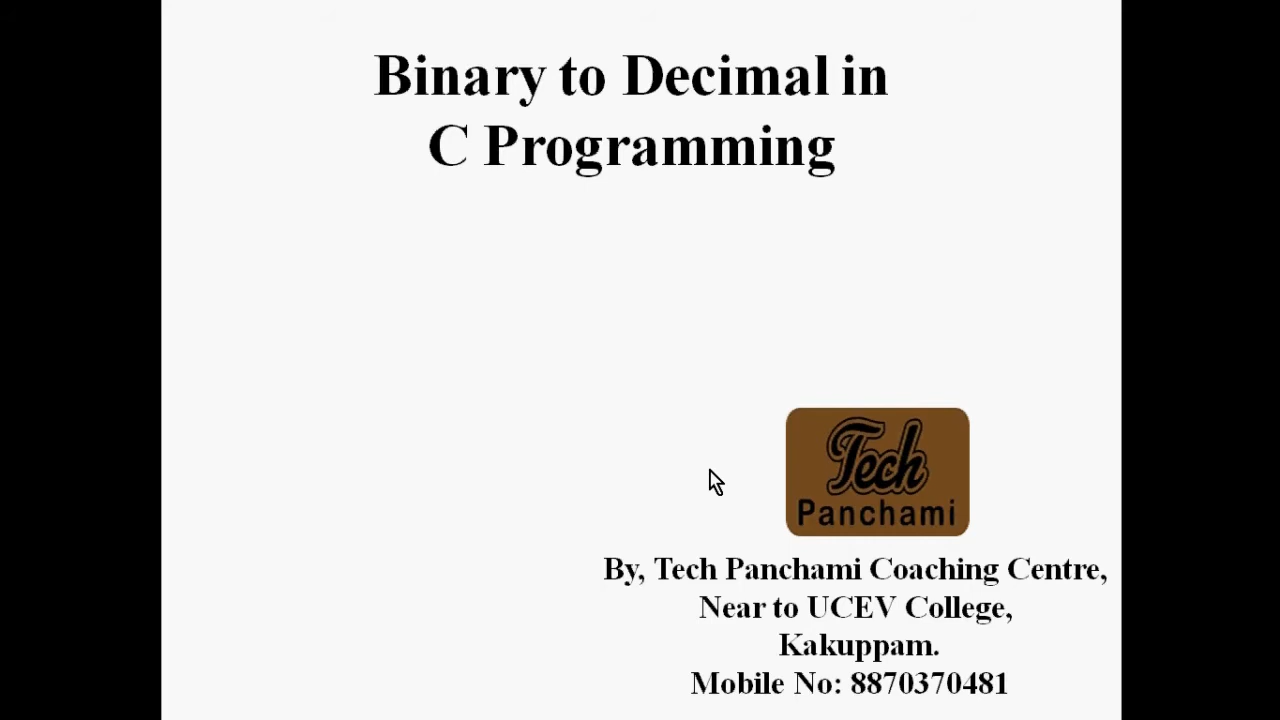 Binary to Decimal in
C Programming
Tech
Panchami
By, Tech Panchami Coaching Centre,
Near to UCEV College,
Kakuppam.
Mobile No: 8870370481